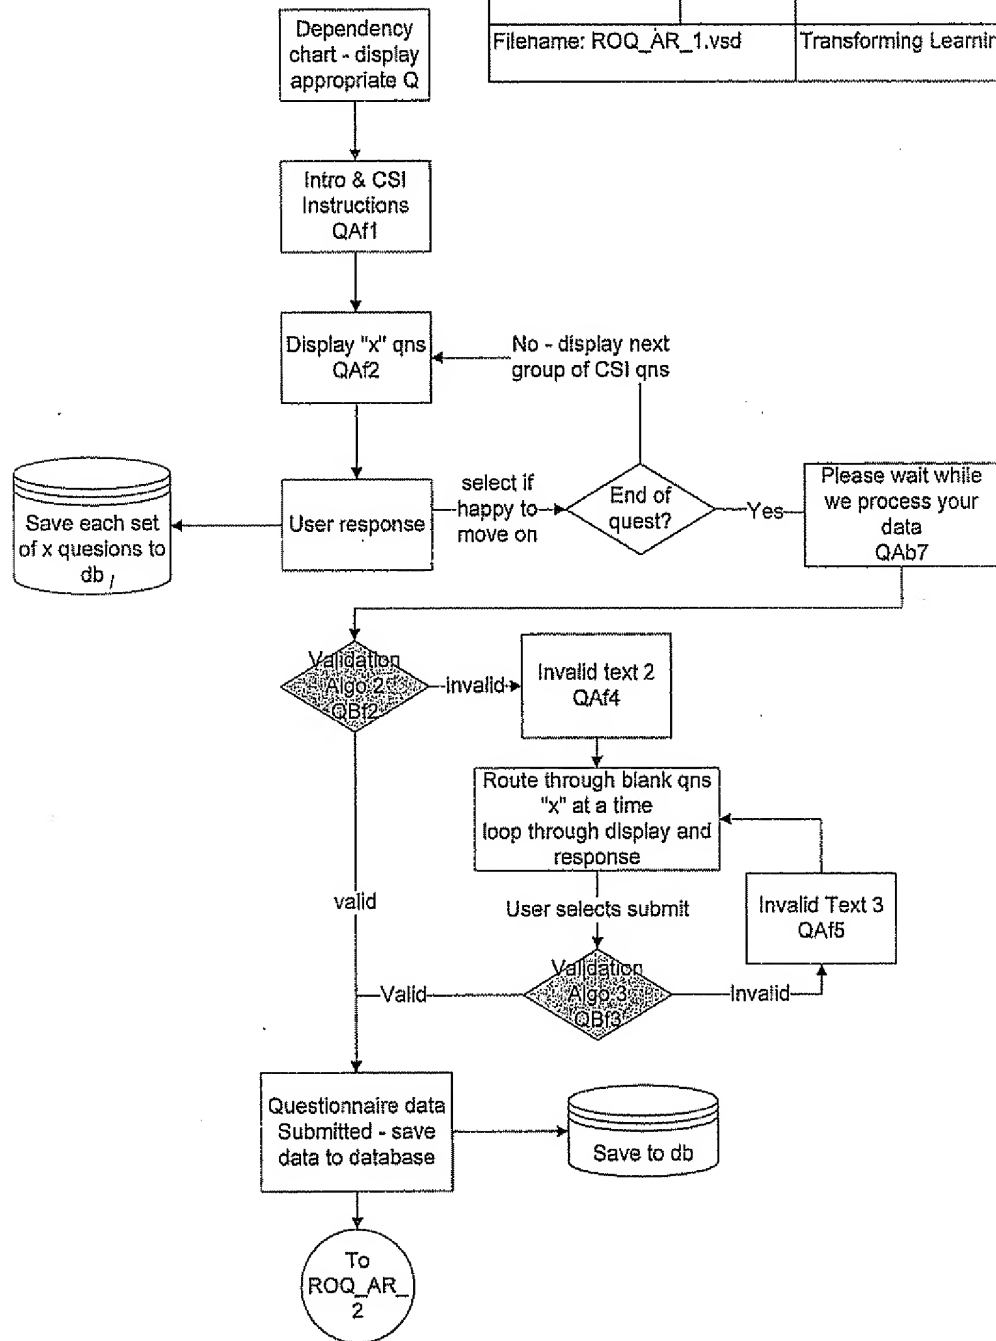 Filename: ROQ_AR_1.vsd
Transforming Learnin
Dependency
chart - display
appropriate Q
Intro & CSI
Instructions
QAf1
Display "x" qns
QAf2
No - display next
group of CSI qns
Save each set
of x quesions to
db
User response
select if
happy to
move on
End of
quest?
Yes
Please wait while
we process your
data
QAb7
Validation
Algo 2
QBf2
invalid
Invalid text 2
QAf4
Route through blank qns
"x" at a time
loop through display and
response
valid
User selects submit
Invalid Text 3
QAf5
Valid
Validation
Algo 3
QBf3
Invalid
Questionnaire data
Submitted - save
data to database
Save to db
To
ROQ_AR_
2